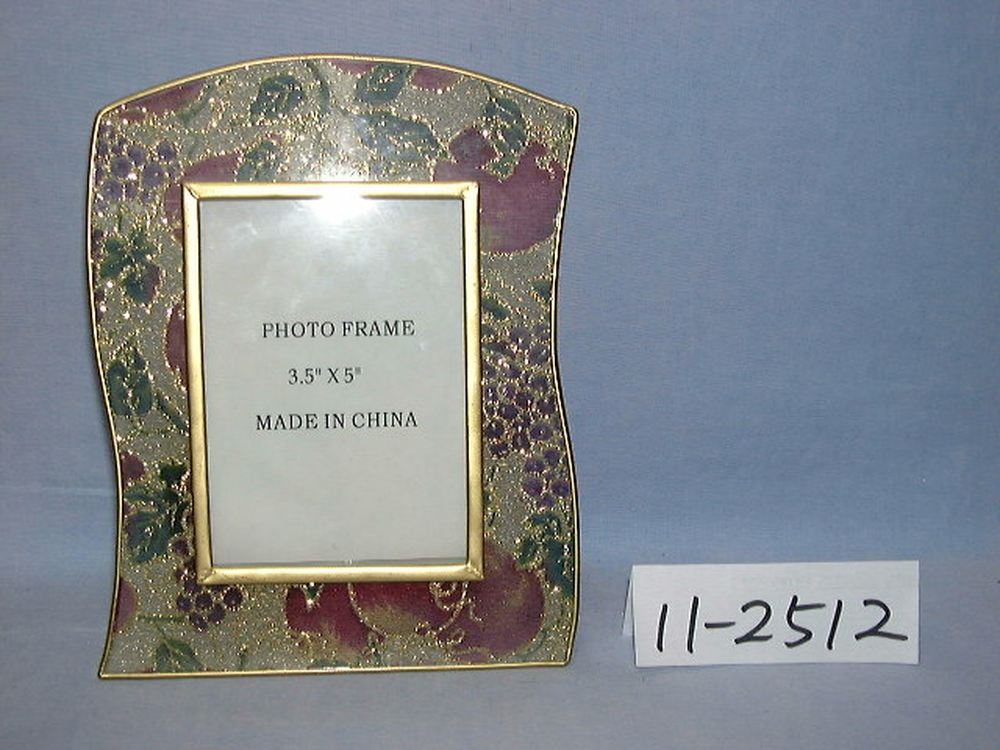 PHOTO FRAME
3.5" X 5"
MADE IN CHINA
11-2512